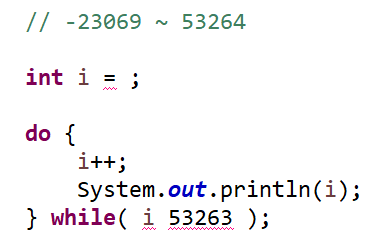 // -23069 ~ 53264
int i = ;
do {
i++;
System.out.println(i);
} while( i 53263 );